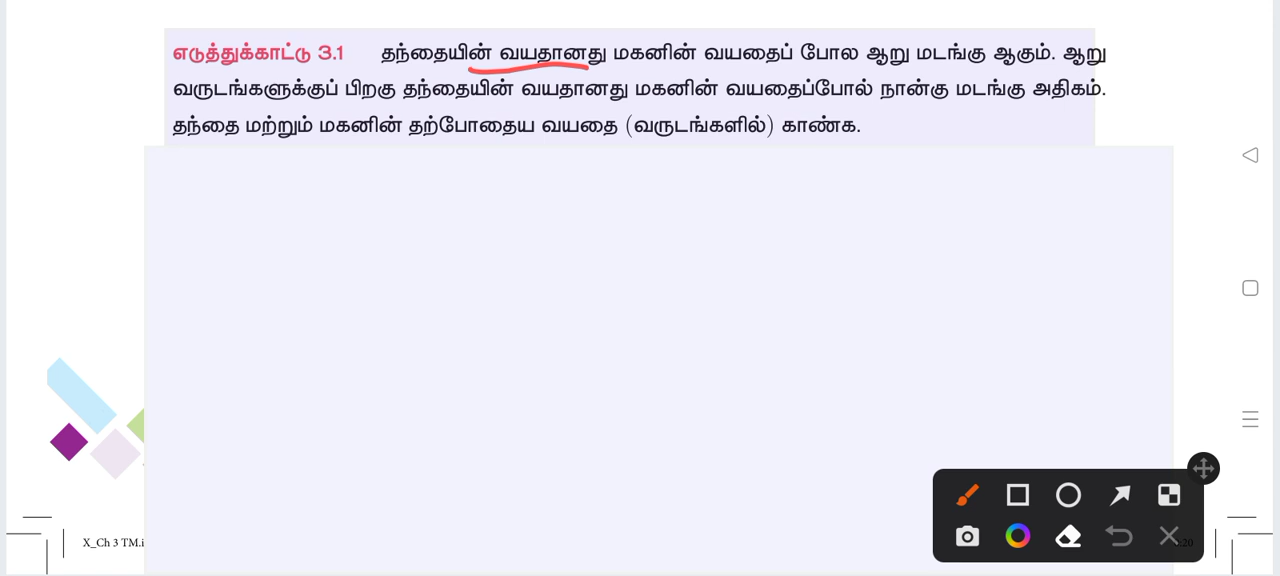 எடுத்துக்காட்டு 3.1 தந்தையின் வயதானது மகனின் வயதைப் போல ஆறு மடங்கு ஆகும். ஆறு
வருடங்களுக்குப் பிறகு தந்தையின் வயதானது மகனின் வயதைப்போல் நான்கு மடங்கு அதிகம்.
தந்தை மற்றும் மகனின் தற்போதைய வயதை (வருடங்களில்) காண்க.
X_Ch 3 TM.i